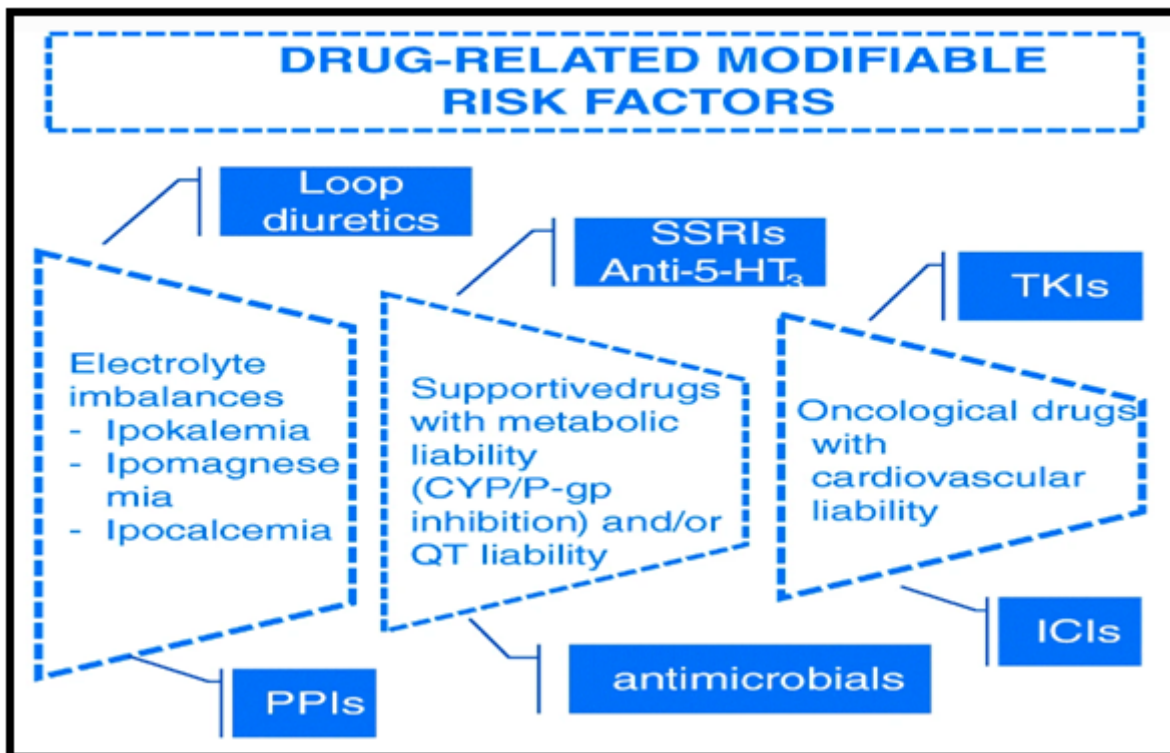 DRUG-RELATED MODIFIABLE
RISK FACTORS
Loop
diuretics
Electrolyte
imbalances
- Ipokalemia
- Ipomagnese
mia
- Ipocalcemia
PPIs
SSRIs
Anti-5-HT₃
Supportivedrugs
with metabolic
liability
(CYP/P-gp
inhibition) and/or
QT liability
antimicrobials
TKIs
Oncological drugs
with
cardiovascular
liability
ICIs